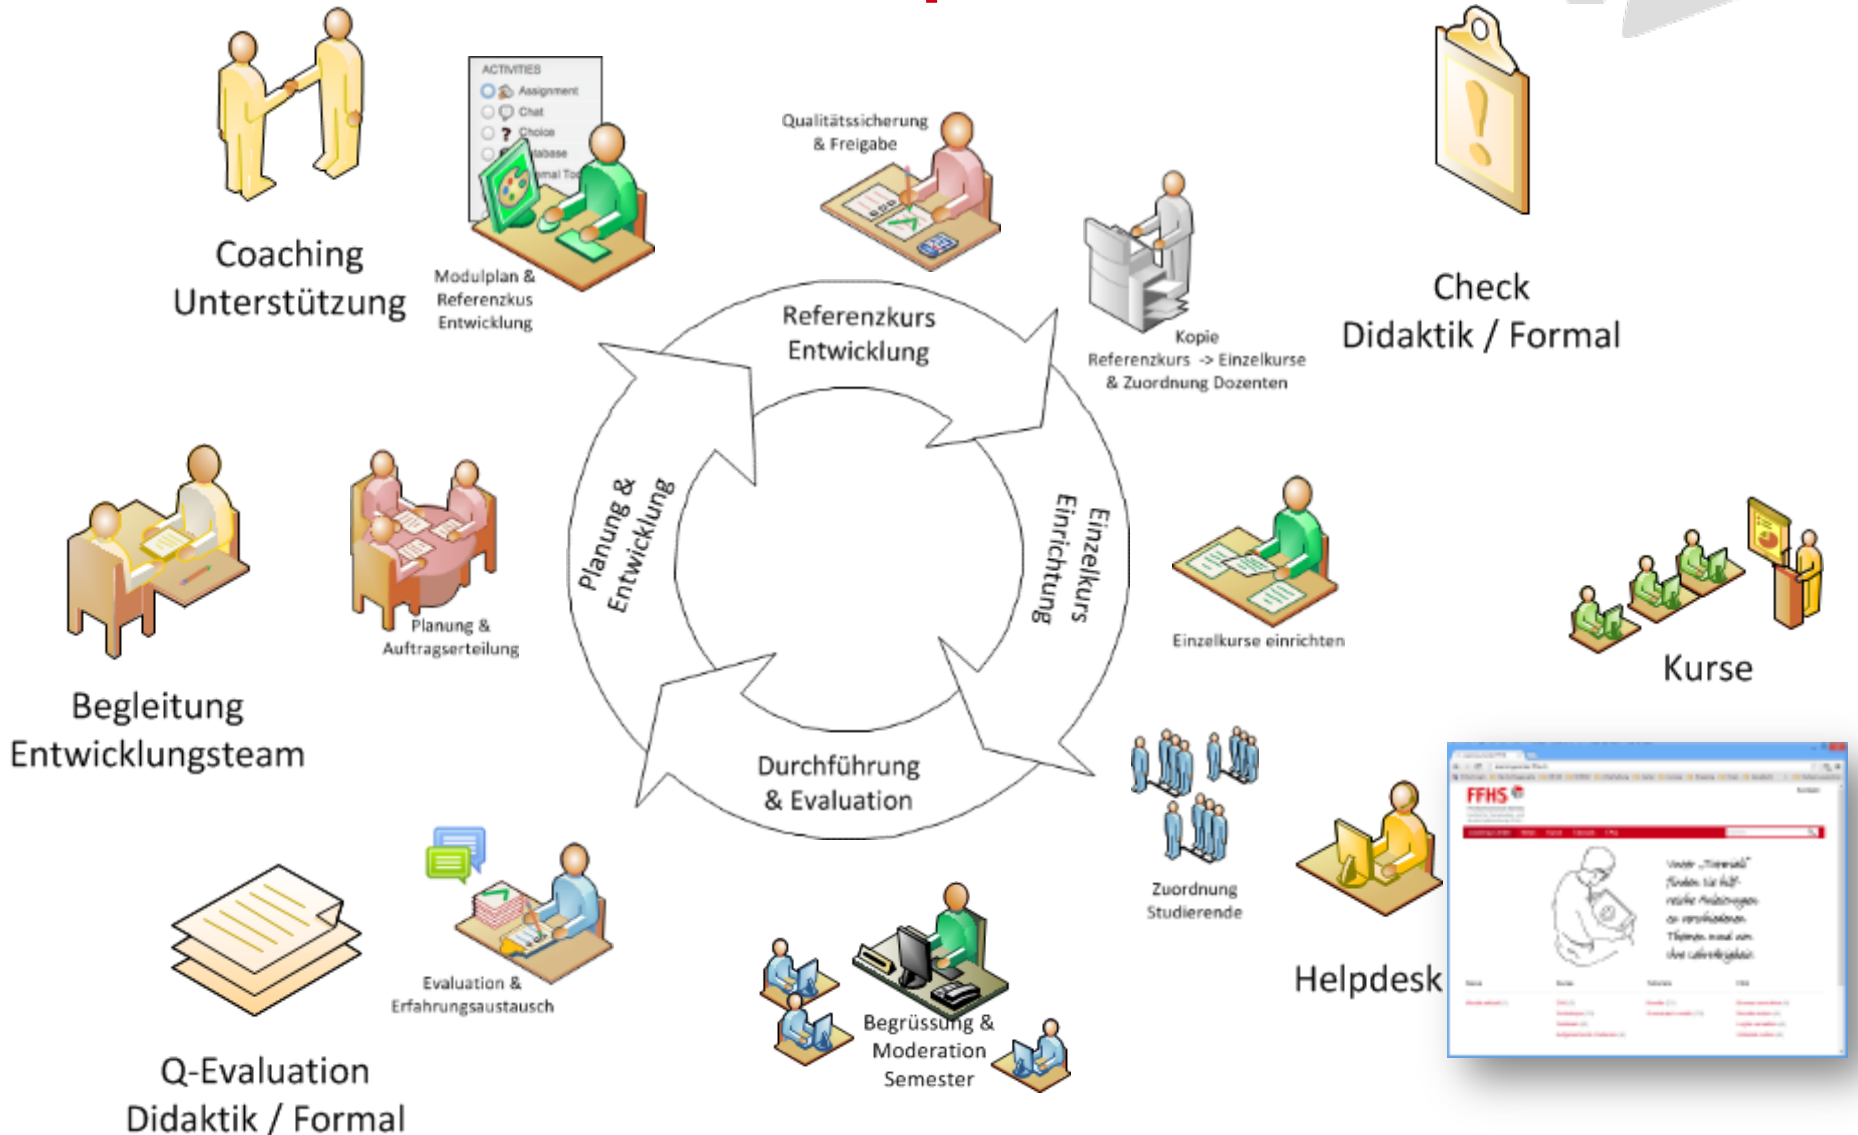 ACTIVITIES
Assignment
Chat
Choice
Qualitätssicherung
& Freigabe
Coaching
Unterstützung
Modulplan &
Referenzkus
Entwicklung
Referenzkurs
Entwicklung
Kopie
Referenzkurs -> Einzelkurse
& Zuordnung Dozenten
Check
Didaktik / Formal
Planung &
Entwicklung
Einzelkurs
Einrichtung
Planung &
Auftragserteilung
Einzelkurse einrichten
Kurse
Begleitung
Entwicklungsteam
Durchführung
& Evaluation
Zuordnung
Studierende
Helpdesk
FFHS
Evaluation &
Erfahrungsaustausch
Begrüssung &
Moderation
Semester
Q-Evaluation
Didaktik / Formal